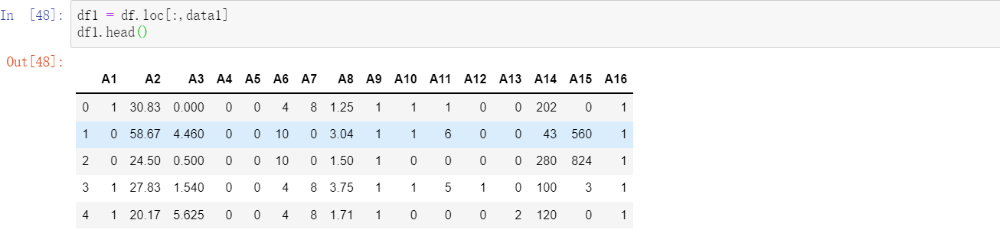 In [48]: df1 = df.loc[:,data1]
df1.head()
Out[48]:
A1 A2 A3 A4 A5 A6 A7 A8 A9 A10 A11 A12 A13 A14 A15 A16
0 1 30.83 0.000 0 0 4 8 1.25 1 1 1 0 0 202 0 1
1 0 58.67 4.460 0 0 10 0 3.04 1 1 6 0 0 43 560 1
2 0 24.50 0.500 0 0 10 0 1.50 1 0 0 0 0 280 824 1
3 1 27.83 1.540 0 0 4 8 3.75 1 1 5 1 0 100 3 1
4 1 20.17 5.625 0 0 4 8 1.71 1 0 0 0 2 120 0 1